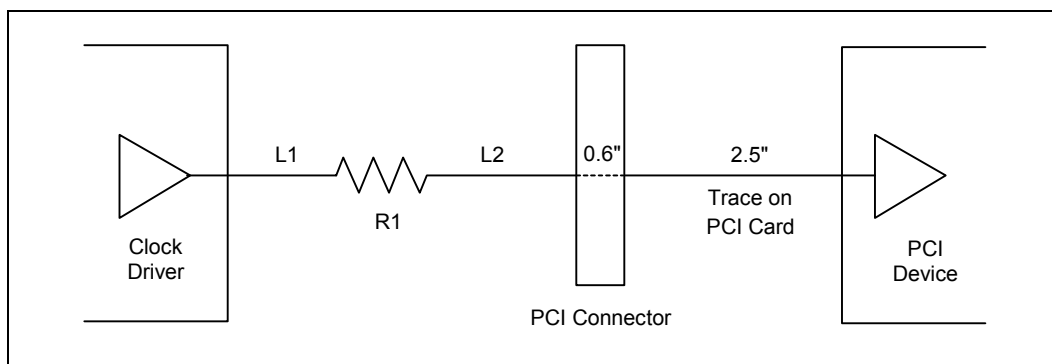 L1
R1
L2
0.6"
2.5"
Trace on
PCI Card
Clock
Driver
PCI
Device
PCI Connector